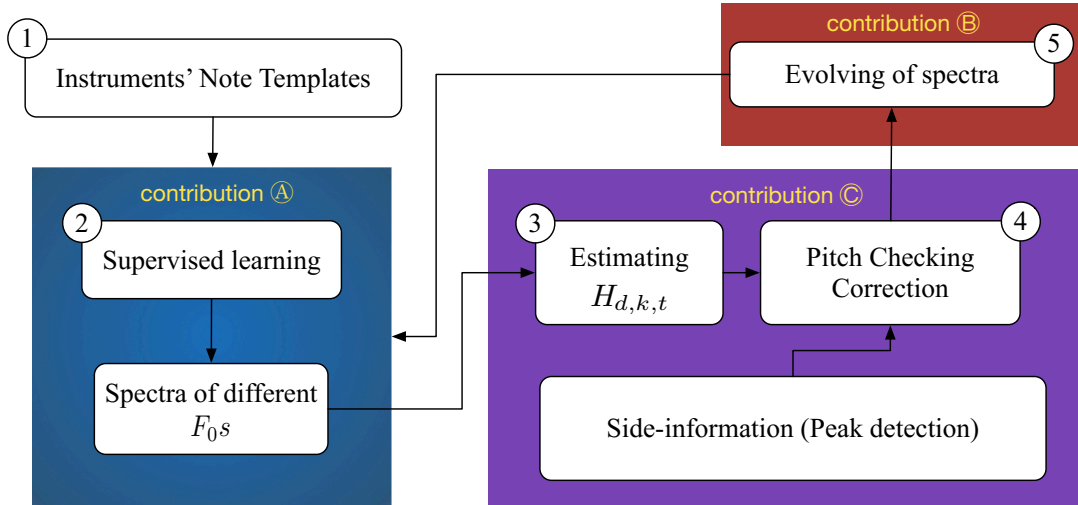 1
Instruments' Note Templates
contribution Ⓐ
2
Supervised learning
Spectra of different
F₀s
contribution Ⓑ
5
Evolving of spectra
contribution Ⓒ
3
Estimating
H_{d,k,t}
4
Pitch Checking
Correction
Side-information (Peak detection)